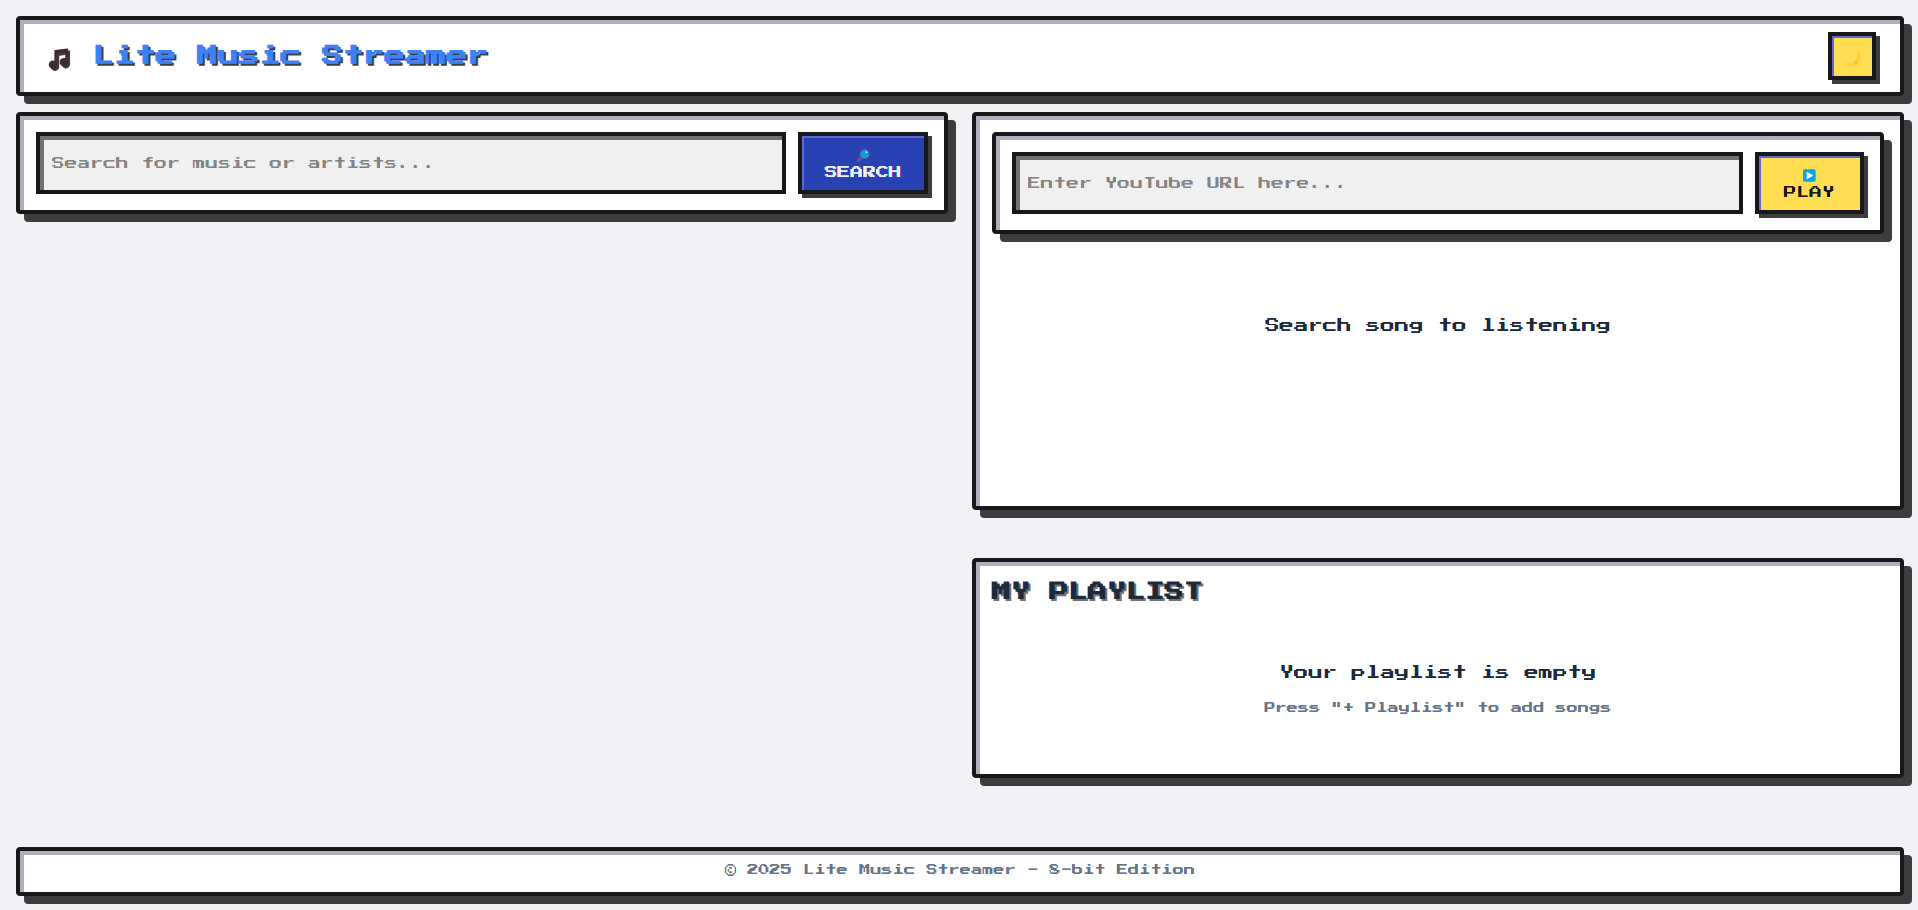 Lite Music Streamer
Search for music or artists...
SEARCH
Enter YouTube URL here...
PLAY
Search song to listening
MY PLAYLIST
Your playlist is empty
Press "+ Playlist" to add songs
© 2025 Lite Music Streamer - 8-bit Edition